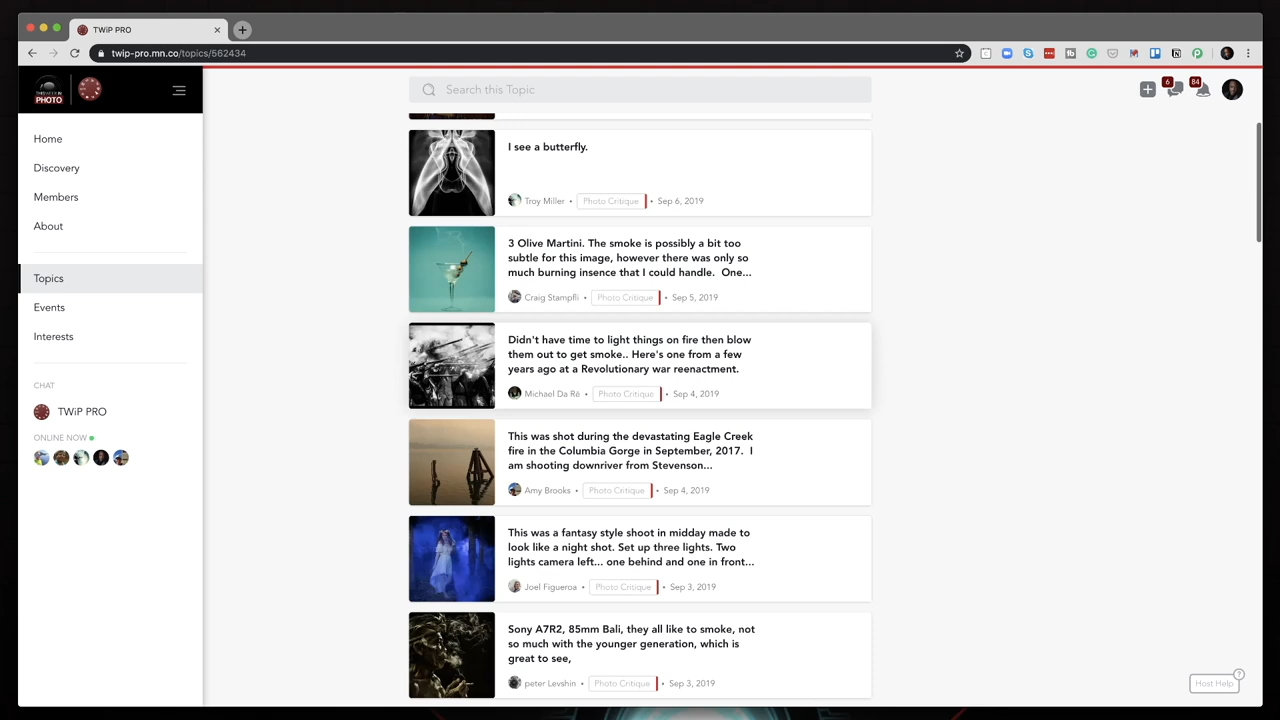 TWiP PRO
twip-pro.mn.co/topics/562434
THIS WEEK IN
PHOTO
Search this Topic
6
84
Home
Discovery
Members
About
Topics
Events
Interests
CHAT
TWiP PRO
ONLINE NOW
I see a butterfly.
Troy Miller • Photo Critique • Sep 6, 2019
3 Olive Martini. The smoke is possibly a bit too
subtle for this image, however there was only so
much burning insence that I could handle. One...
Craig Stampfli • Photo Critique • Sep 5, 2019
Didn't have time to light things on fire then blow
them out to get smoke.. Here's one from a few
years ago at a Revolutionary war reenactment.
Michael Da Ré • Photo Critique • Sep 4, 2019
This was shot during the devastating Eagle Creek
fire in the Columbia Gorge in September, 2017. I
am shooting downriver from Stevenson...
Amy Brooks • Photo Critique • Sep 4, 2019
This was a fantasy style shoot in midday made to
look like a night shot. Set up three lights. Two
lights camera left... one behind and one in front...
Joel Figueroa • Photo Critique • Sep 3, 2019
Sony A7R2, 85mm Bali, they all like to smoke, not
so much with the younger generation, which is
great to see,
peter Levshin • Photo Critique • Sep 3, 2019
Host Help
?